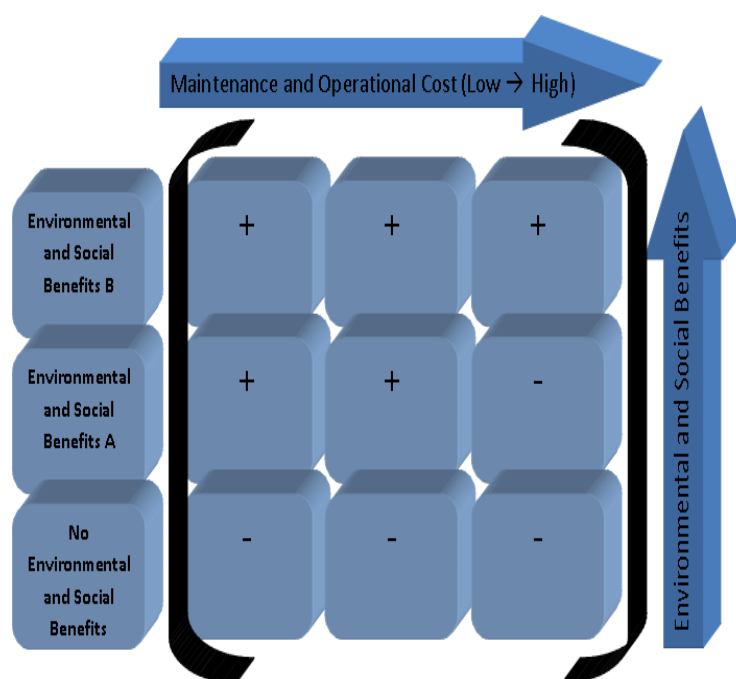 Maintenance and Operational Cost (Low → High)
Environmental
and Social
Benefits B
+ + +
Environmental
and Social
Benefits A
+ + -
No
Environmental
and Social
Benefits
- - -
Environmental and Social Benefits